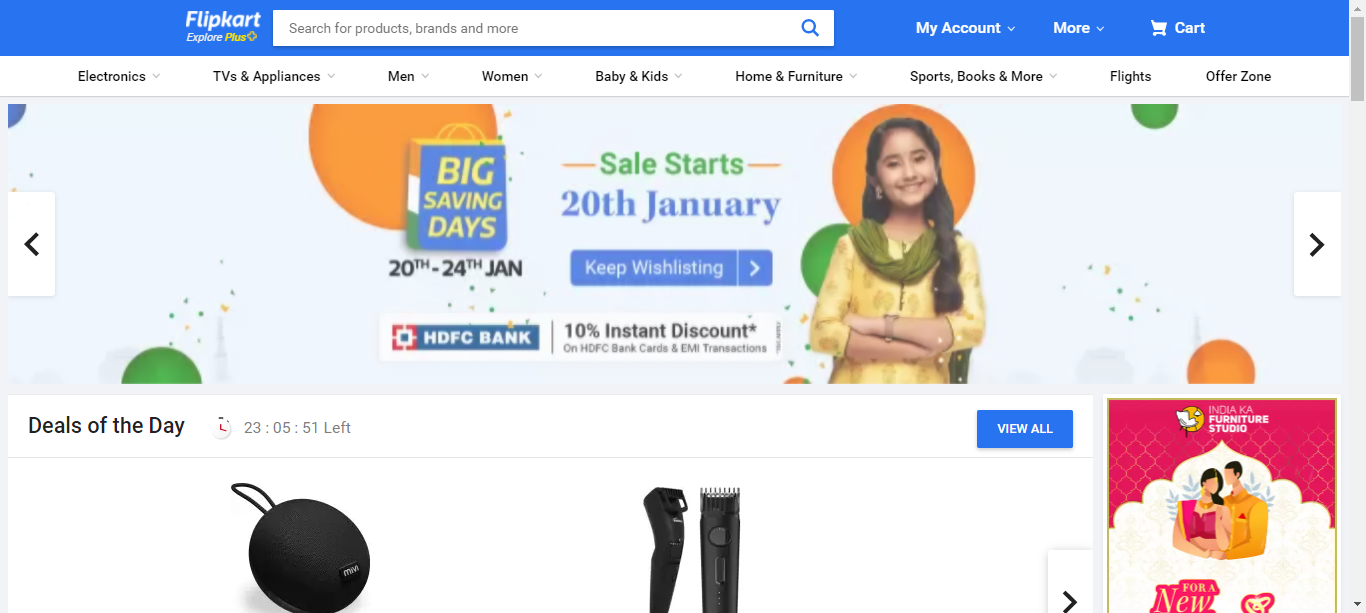 Flipkart
Explore Plus
Search for products, brands and more
My Account
More
Cart
Electronics
TVs & Appliances
Men
Women
Baby & Kids
Home & Furniture
Sports, Books & More
Flights
Offer Zone
BIG
SAVING
DAYS
20TH - 24TH JAN
Sale Starts
20th January
Keep Wishlisting
HDFC BANK
10% Instant Discount*
On HDFC Bank Cards & EMI Transactions
Deals of the Day
23 : 05 : 51 Left
VIEW ALL
mivi
INDIA KA
FURNITURE
STUDIO
FOR A
New